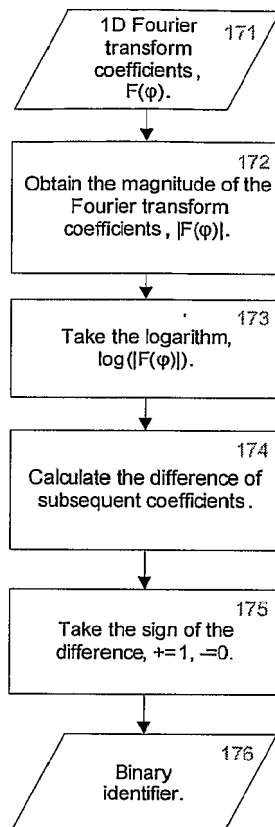 1D Fourier 171
transform
coefficients,
F(φ).
172
Obtain the magnitude of the
Fourier transform
coefficients, |F(φ)|.
173
Take the logarithm,
log(|F(φ)|).
174
Calculate the difference of
subsequent coefficients.
175
Take the sign of the
difference, +=1, -=0.
176
Binary
identifier.